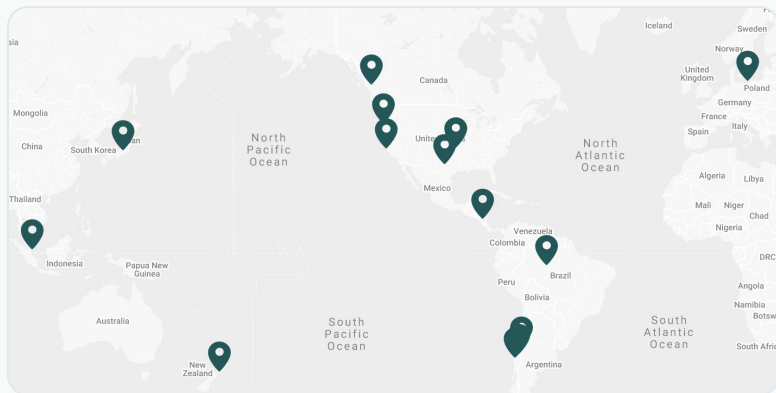 Iceland
Sweden
Norway
sia
Canada
United
Kingdom
Poland
Germany
Mongolia
North
Pacific
Ocean
France
Italy
Spain
China
South Korea
an
Unite
North
Atlantic
Ocean
Mexico
Algeria
Libya
Thailand
Mali
Niger
Chad
Nigeria
Venezuela
Colombia
Indonesia
Papua New
Guinea
DRC
Peru
Brazil
Bolivia
Angola
Namibia
Botsw
Australia
South
Pacific
Ocean
South
Atlantic
Ocean
South Afri
New
Zealand
Argentina